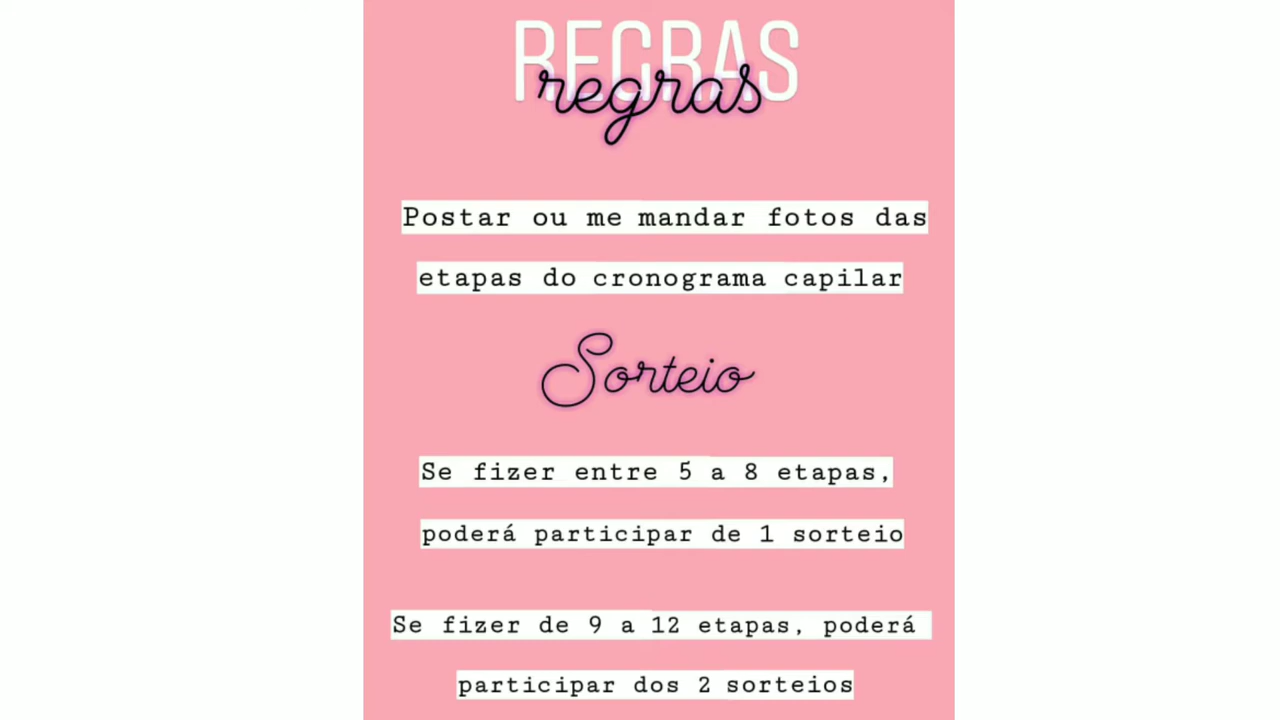 REGRAS
regras
Postar ou me mandar fotos das
etapas do cronograma capilar
Sorteio
Se fizer entre 5 a 8 etapas,
poderá participar de 1 sorteio
Se fizer de 9 a 12 etapas, poderá
participar dos 2 sorteios